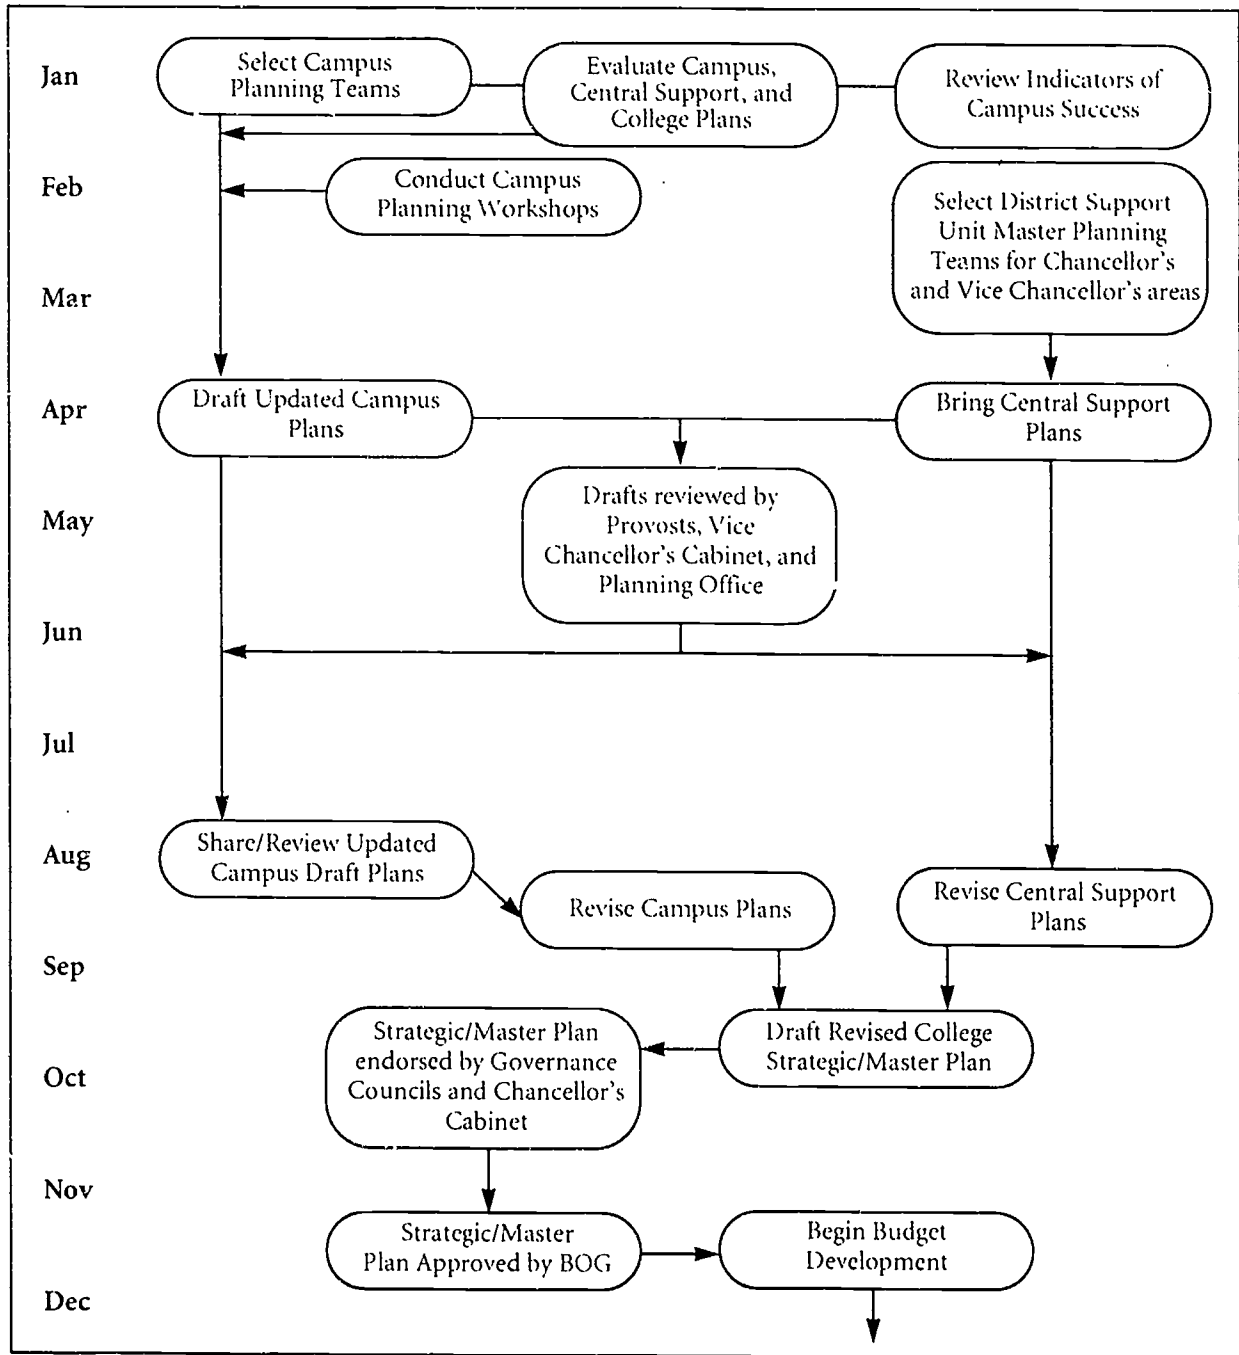 Jan
Select Campus
Planning Teams
Evaluate Campus,
Central Support, and
College Plans
Review Indicators of
Campus Success
Feb
Conduct Campus
Planning Workshops
Select District Support
Unit Master Planning
Teams for Chancellor's
and Vice Chancellor's areas
Mar
Apr
Draft Updated Campus
Plans
Bring Central Support
Plans
May
Drafts reviewed by
Provosts, Vice
Chancellor's Cabinet, and
Planning Office
Jun
Jul
Aug
Share/Review Updated
Campus Draft Plans
Revise Campus Plans
Revise Central Support
Plans
Sep
Strategic/Master Plan
endorsed by Governance
Councils and Chancellor's
Cabinet
Draft Revised College
Strategic/Master Plan
Oct
Nov
Strategic/Master
Plan Approved by BOG
Begin Budget
Development
Dec